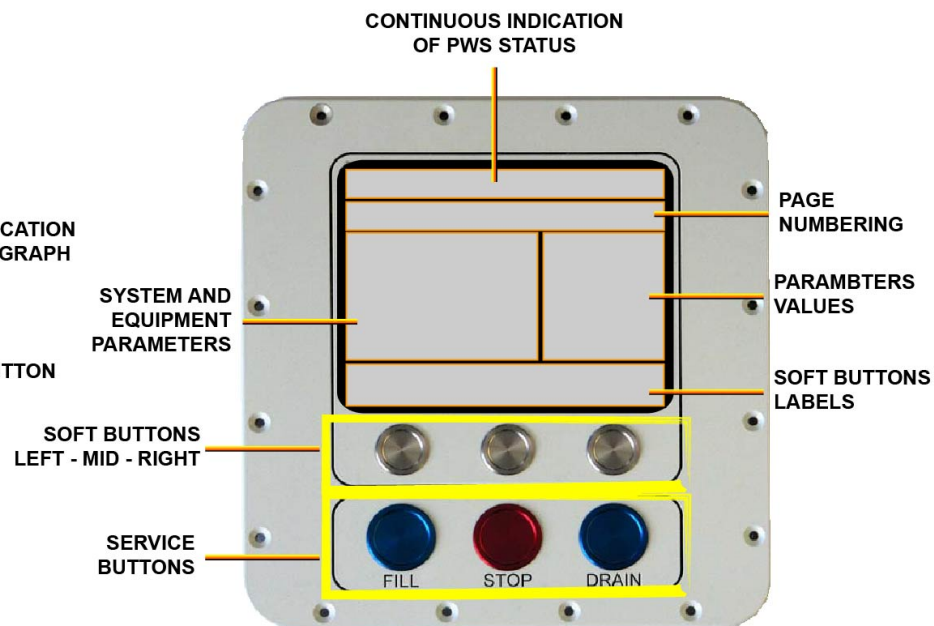 CONTINUOUS INDICATION
OF PWS STATUS
PAGE
NUMBERING
CATION
GRAPH
SYSTEM AND
EQUIPMENT
PARAMETERS
PARAMBTERS
VALUES
TTON
SOFT BUTTONS
LABELS
SOFT BUTTONS
LEFT - MID - RIGHT
SERVICE
BUTTONS
FILL
STOP
DRAIN